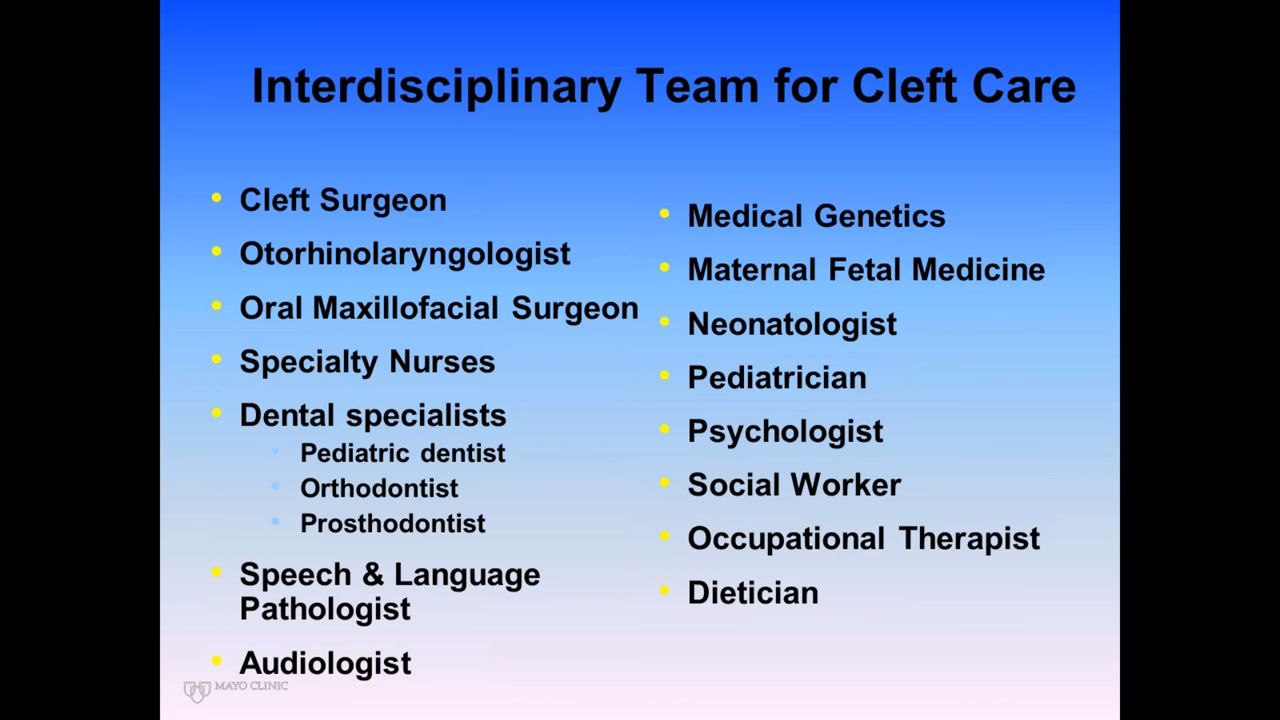 Interdisciplinary Team for Cleft Care
• Cleft Surgeon
• Otorhinolaryngologist
• Oral Maxillofacial Surgeon
• Specialty Nurses
• Dental specialists
• Pediatric dentist
• Orthodontist
• Prosthodontist
• Speech & Language
Pathologist
• Audiologist
• Medical Genetics
• Maternal Fetal Medicine
• Neonatologist
• Pediatrician
• Psychologist
• Social Worker
• Occupational Therapist
• Dietician
MAYO CLINIC